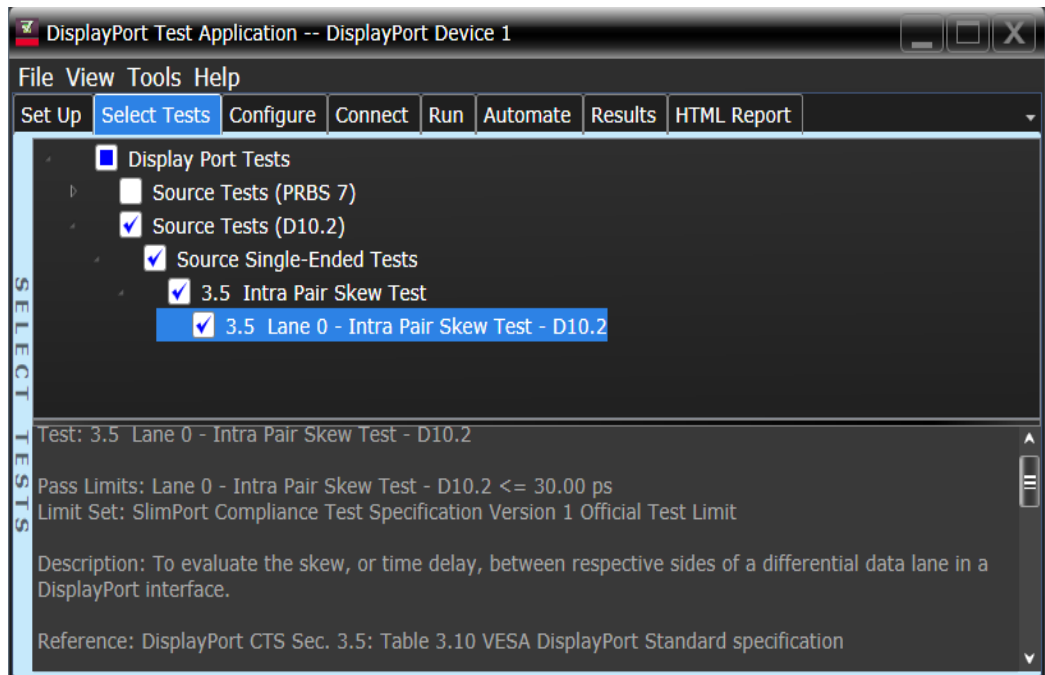 DisplayPort Test Application -- DisplayPort Device 1
File View Tools Help
Set Up Select Tests Configure Connect Run Automate Results HTML Report
Display Port Tests
Source Tests (PRBS 7)
Source Tests (D10.2)
Source Single-Ended Tests
3.5 Intra Pair Skew Test
3.5 Lane 0 - Intra Pair Skew Test - D10.2
SELECT TESTS
Test: 3.5 Lane 0 - Intra Pair Skew Test - D10.2
Pass Limits: Lane 0 - Intra Pair Skew Test - D10.2 <= 30.00 ps
Limit Set: SlimPort Compliance Test Specification Version 1 Official Test Limit
Description: To evaluate the skew, or time delay, between respective sides of a differential data lane in a
DisplayPort interface.
Reference: DisplayPort CTS Sec. 3.5: Table 3.10 VESA DisplayPort Standard specification